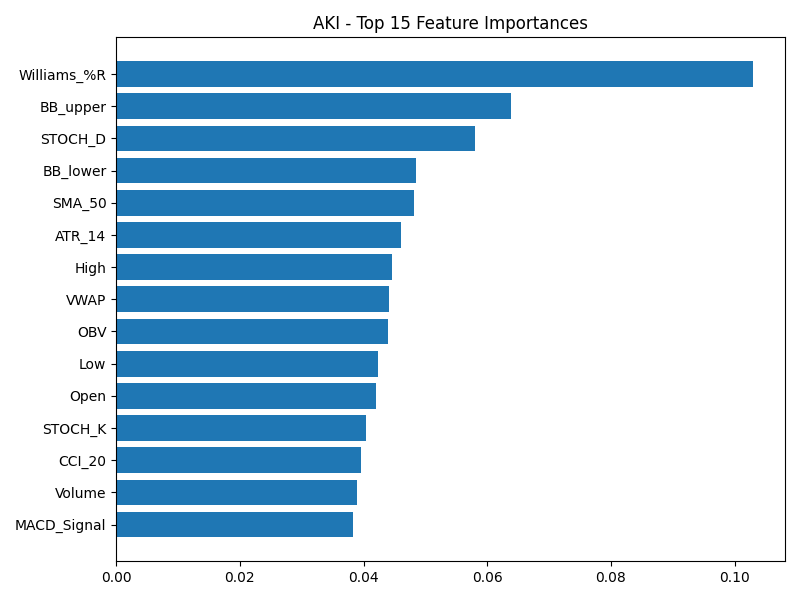 AKI - Top 15 Feature Importances
Williams_%R
BB_upper
STOCH_D
BB_lower
SMA_50
ATR_14
High
VWAP
OBV
Low
Open
STOCH_K
CCI_20
Volume
MACD_Signal
0.00 0.02 0.04 0.06 0.08 0.10